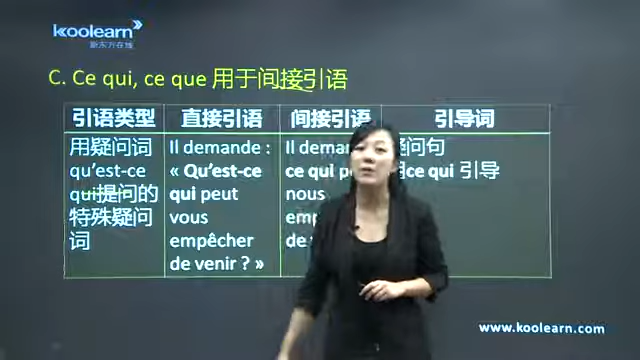 koolearn
新东方在线
C. Ce qui, ce que 用于间接引语
引语类型 直接引语 间接引语 引导词
用疑问词
qu'est-ce
qui提问的
特殊疑问
词
Il demande :
« Qu'est-ce
qui peut
vous
empêcher
de venir ? »
ce qui
nous
de
问句
ce qui 引导
www.koolearn.com